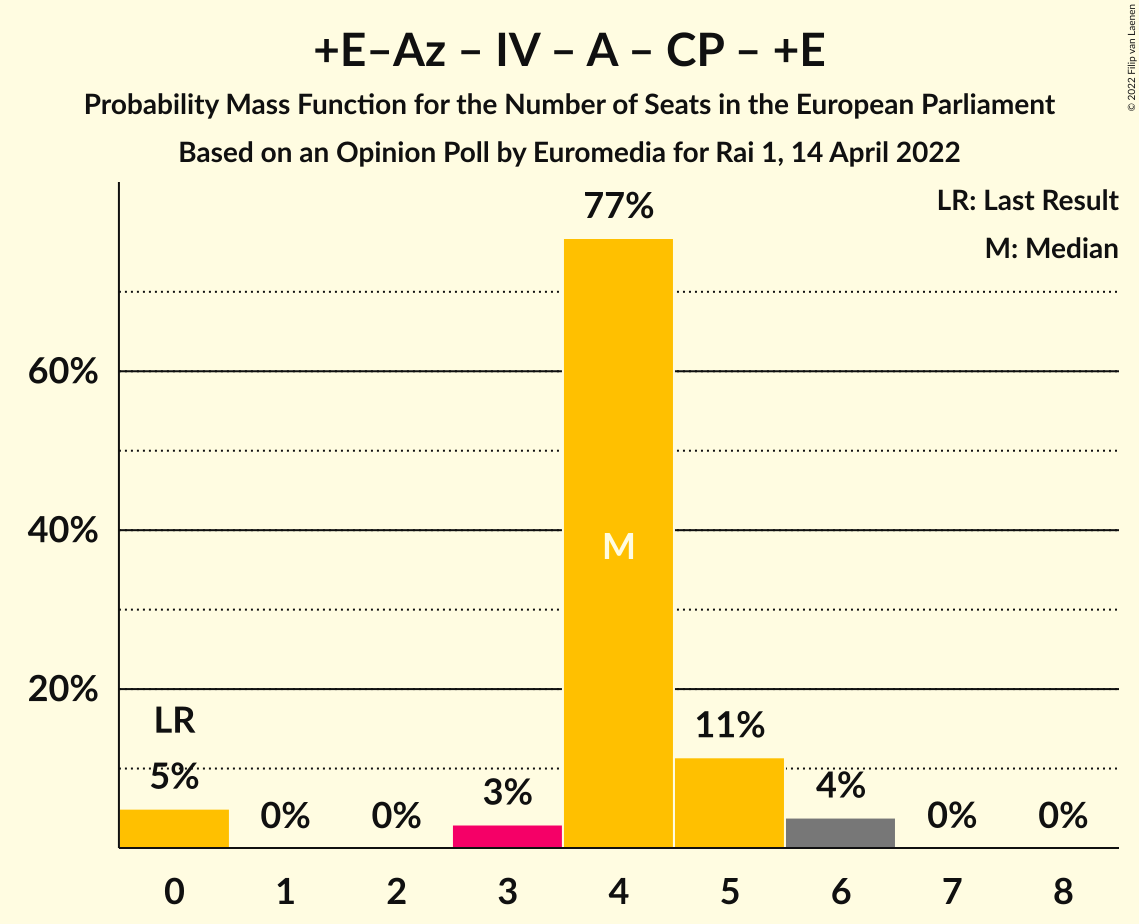 +E–Az – IV – A – CP – +E
Probability Mass Function for the Number of Seats in the European Parliament
Based on an Opinion Poll by Euromedia for Rai 1, 14 April 2022
© 2022 Filip van Laenen
LR: Last Result
M: Median
77%
60%
40%
20%
M
LR
5%
0%
0%
3%
11%
4%
0%
0%
0 1 2 3 4 5 6 7 8